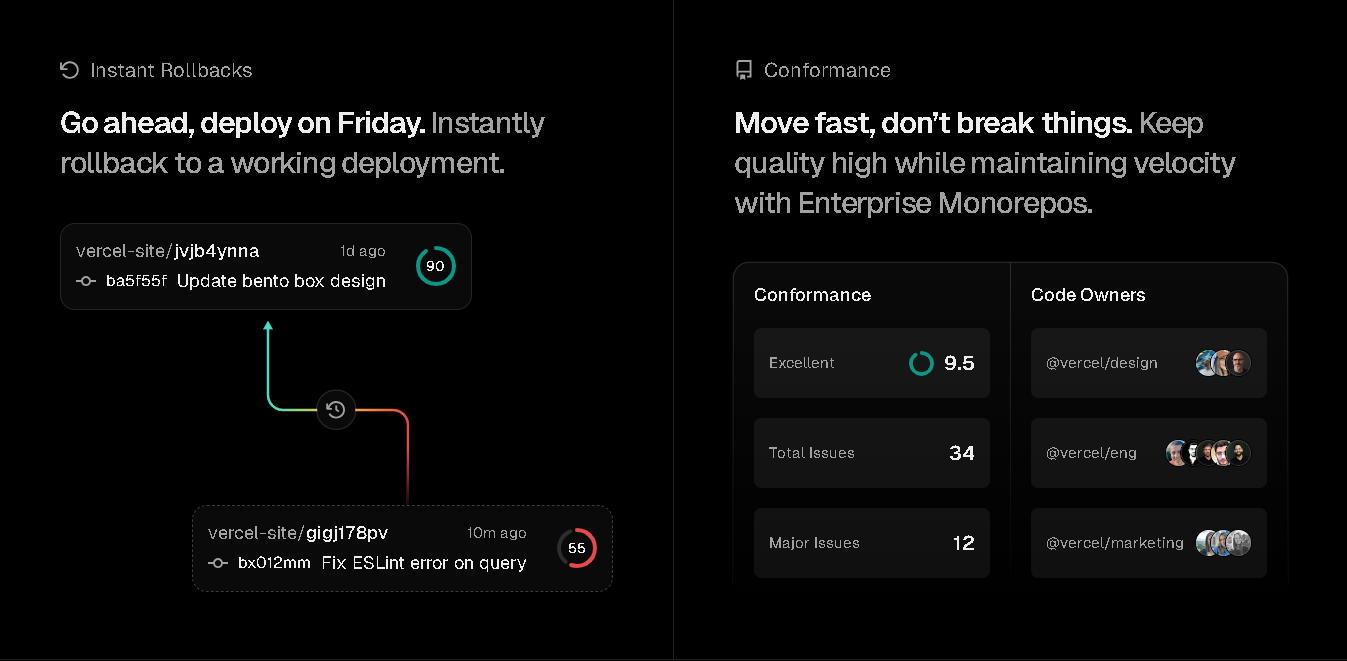 Instant Rollbacks
Go ahead, deploy on Friday. Instantly
rollback to a working deployment.
vercel-site/jvjb4ynna 1d ago
90
ba5f55f Update bento box design
vercel-site/gigj178pv 10m ago
55
bx012mm Fix ESLint error on query
Conformance
Move fast, don’t break things. Keep
quality high while maintaining velocity
with Enterprise Monorepos.
Conformance
Excellent 9.5
Total Issues 34
Major Issues 12
Code Owners
@vercel/design
@vercel/eng
@vercel/marketing